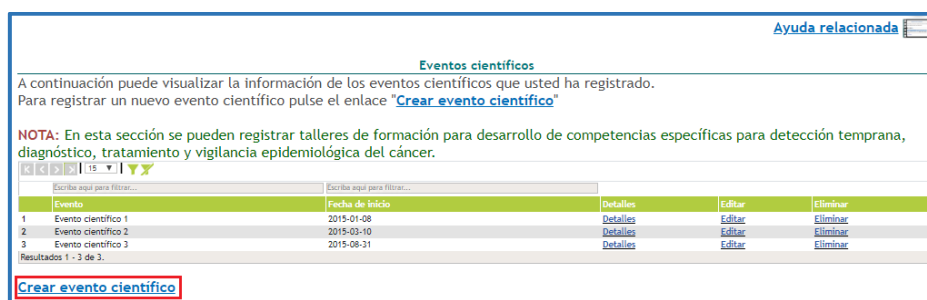 Ayuda relacionada
Eventos científicos
A continuación puede visualizar la información de los eventos científicos que usted ha registrado.
Para registrar un nuevo evento científico pulse el enlace "Crear evento científico"
NOTA: En esta sección se pueden registrar talleres de formación para desarrollo de competencias específicas para detección temprana,
diagnóstico, tratamiento y vigilancia epidemiológica del cáncer.
15
Escriba aquí para filtrar... Escriba aquí para filtrar...
Evento Fecha de inicio Detalles Editar Eliminar
1 Evento científico 1 2015-01-08 Detalles Editar Eliminar
2 Evento científico 2 2015-03-10 Detalles Editar Eliminar
3 Evento científico 3 2015-08-31 Detalles Editar Eliminar
Resultados 1 - 3 de 3.
Crear evento científico